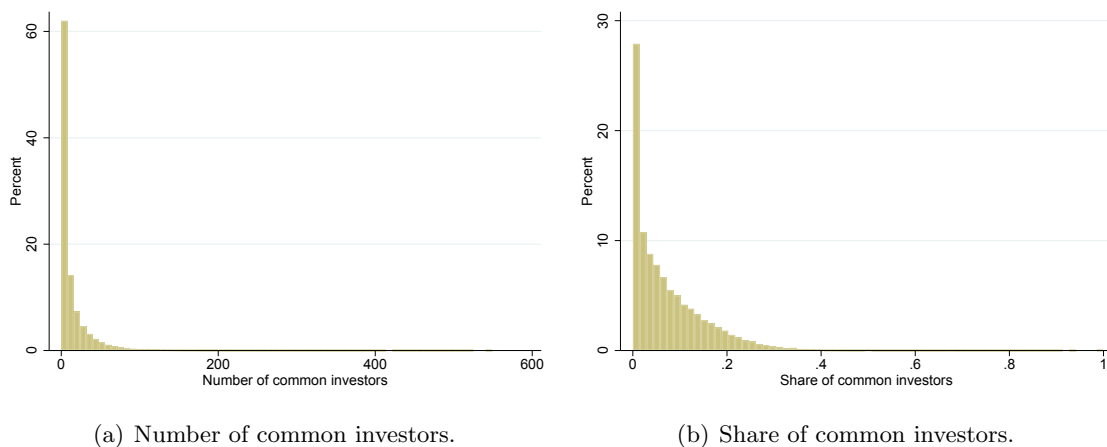 Percent
60
40
20
0
0 200 400 600
Number of common investors
(a) Number of common investors.
Percent
30
20
10
0
0 .2 .4 .6 .8 1
Share of common investors
(b) Share of common investors.